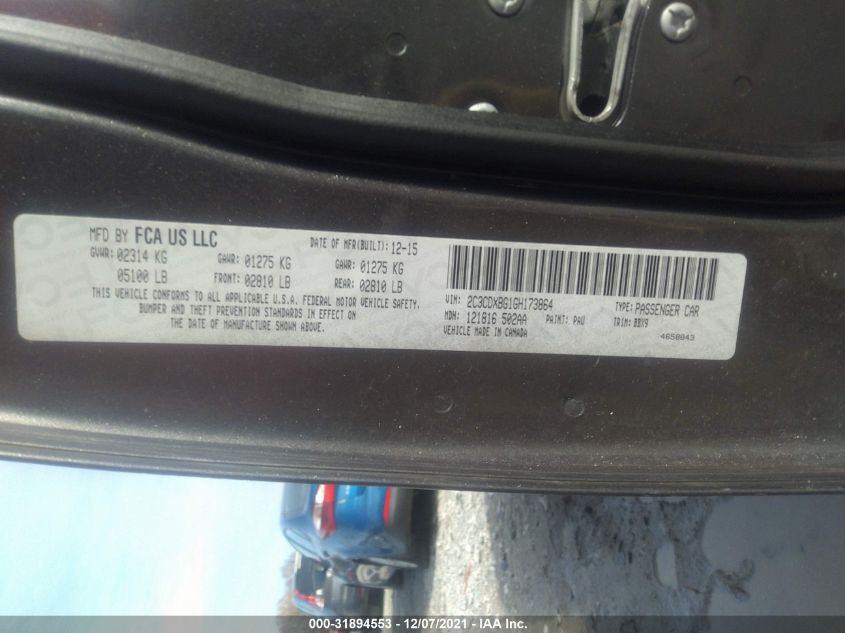 MFD BY FCA US LLC
DATE OF MFR(BUILT): 12-15
GVWR: 02314 KG
GAWR: 01275 KG
GAWR: 01275 KG
05100 LB
FRONT: 02810 LB
REAR: 02810 LB
THIS VEHICLE CONFORMS TO ALL APPLICABLE U.S.A. FEDERAL MOTOR VEHICLE SAFETY,
BUMPER AND THEFT PREVENTION STANDARDS IN EFFECT ON
THE DATE OF MANUFACTURE SHOWN ABOVE.
VIN: 2C3CDXBG1GH173864
TYPE: PASSENGER CAR
MDH: 121816 502AA
PAINT: PAU
TRIM: BBX9
VEHICLE MADE IN CANADA
4658843
000-31894553 - 12/07/2021 - IAA Inc.